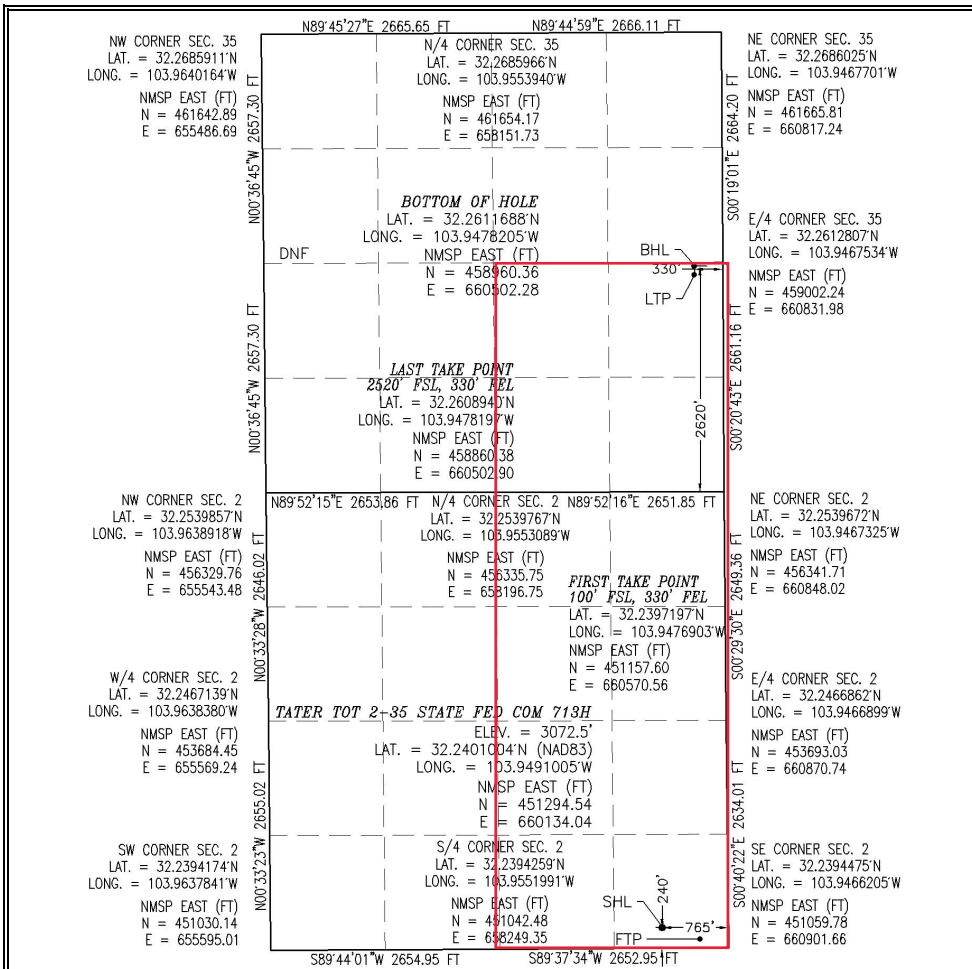 N89°45'27"E 2665.65 FT
N89°44'59"E 2666.11 FT
NW CORNER SEC. 35
LAT. = 32.2685911'N
LONG. = 103.9640164'W
NMSP EAST (FT)
N = 461642.89
E = 655486.69
N/4 CORNER SEC. 35
LAT. = 32.2685966'N
LONG. = 103.9553940'W
NMSP EAST (FT)
N = 461654.17
E = 658151.73
NE CORNER SEC. 35
LAT. = 32.2686025'N
LONG. = 103.9467701'W
NMSP EAST (FT)
N = 461665.81
E = 660817.24
N00°36'45"W 2657.30 FT
S00°19'01"E 2664.20 FT
BOTTOM OF HOLE
LAT. = 32.2611688'N
LONG. = 103.9478205'W
NMSP EAST (FT)
N = 458960.36
E = 660502.28
DNF
BHL
330'
LTP
E/4 CORNER SEC. 35
LAT. = 32.2612807'N
LONG. = 103.9467534'W
NMSP EAST (FT)
N = 459002.24
E = 660831.98
N00°36'45"W 2657.30 FT
S00°20'43"E 2661.16 FT
2620'
LAST TAKE POINT
2520' FSL, 330' FEL
LAT. = 32.2608940'N
LONG. = 103.9478197'W
NMSP EAST (FT)
N = 458860.38
E = 660502.90
N89°52'15"E 2653.86 FT
N89°52'16"E 2651.85 FT
NW CORNER SEC. 2
LAT. = 32.2539857'N
LONG. = 103.9638918'W
NMSP EAST (FT)
N = 456329.76
E = 655543.48
N/4 CORNER SEC. 2
LAT. = 32.2539767'N
LONG. = 103.9553089'W
NMSP EAST (FT)
N = 456335.75
E = 658196.75
NE CORNER SEC. 2
LAT. = 32.2539672'N
LONG. = 103.9467325'W
NMSP EAST (FT)
N = 456341.71
E = 660848.02
N00°33'28"W 2646.02 FT
S00°29'30"E 2649.36 FT
FIRST TAKE POINT
100' FSL, 330' FEL
LAT. = 32.2397197'N
LONG. = 103.9476903'W
NMSP EAST (FT)
N = 451157.60
E = 660570.56
W/4 CORNER SEC. 2
LAT. = 32.2467139'N
LONG. = 103.9638380'W
NMSP EAST (FT)
N = 453684.45
E = 655569.24
E/4 CORNER SEC. 2
LAT. = 32.2466862'N
LONG. = 103.9466899'W
NMSP EAST (FT)
N = 453693.03
E = 660870.74
TATER TOT 2-35 STATE FED COM 713H
ELEV. = 3072.5'
LAT. = 32.2401004'N (NAD83)
LONG. = 103.9491005'W
NMSP EAST (FT)
N = 451294.54
E = 660134.04
N00°33'23"W 2655.02 FT
S00°40'22"E 2634.01 FT
SW CORNER SEC. 2
LAT. = 32.2394174'N
LONG. = 103.9637841'W
NMSP EAST (FT)
N = 451030.14
E = 655595.01
S/4 CORNER SEC. 2
LAT. = 32.2394259'N
LONG. = 103.9551991'W
NMSP EAST (FT)
N = 451042.48
E = 658249.35
SE CORNER SEC. 2
LAT. = 32.2394475'N
LONG. = 103.9466205'W
NMSP EAST (FT)
N = 451059.78
E = 660901.66
240'
SHL
765'
FTP
S89°44'01"W 2654.95 FT
S89°37'34"W 2652.95 FT